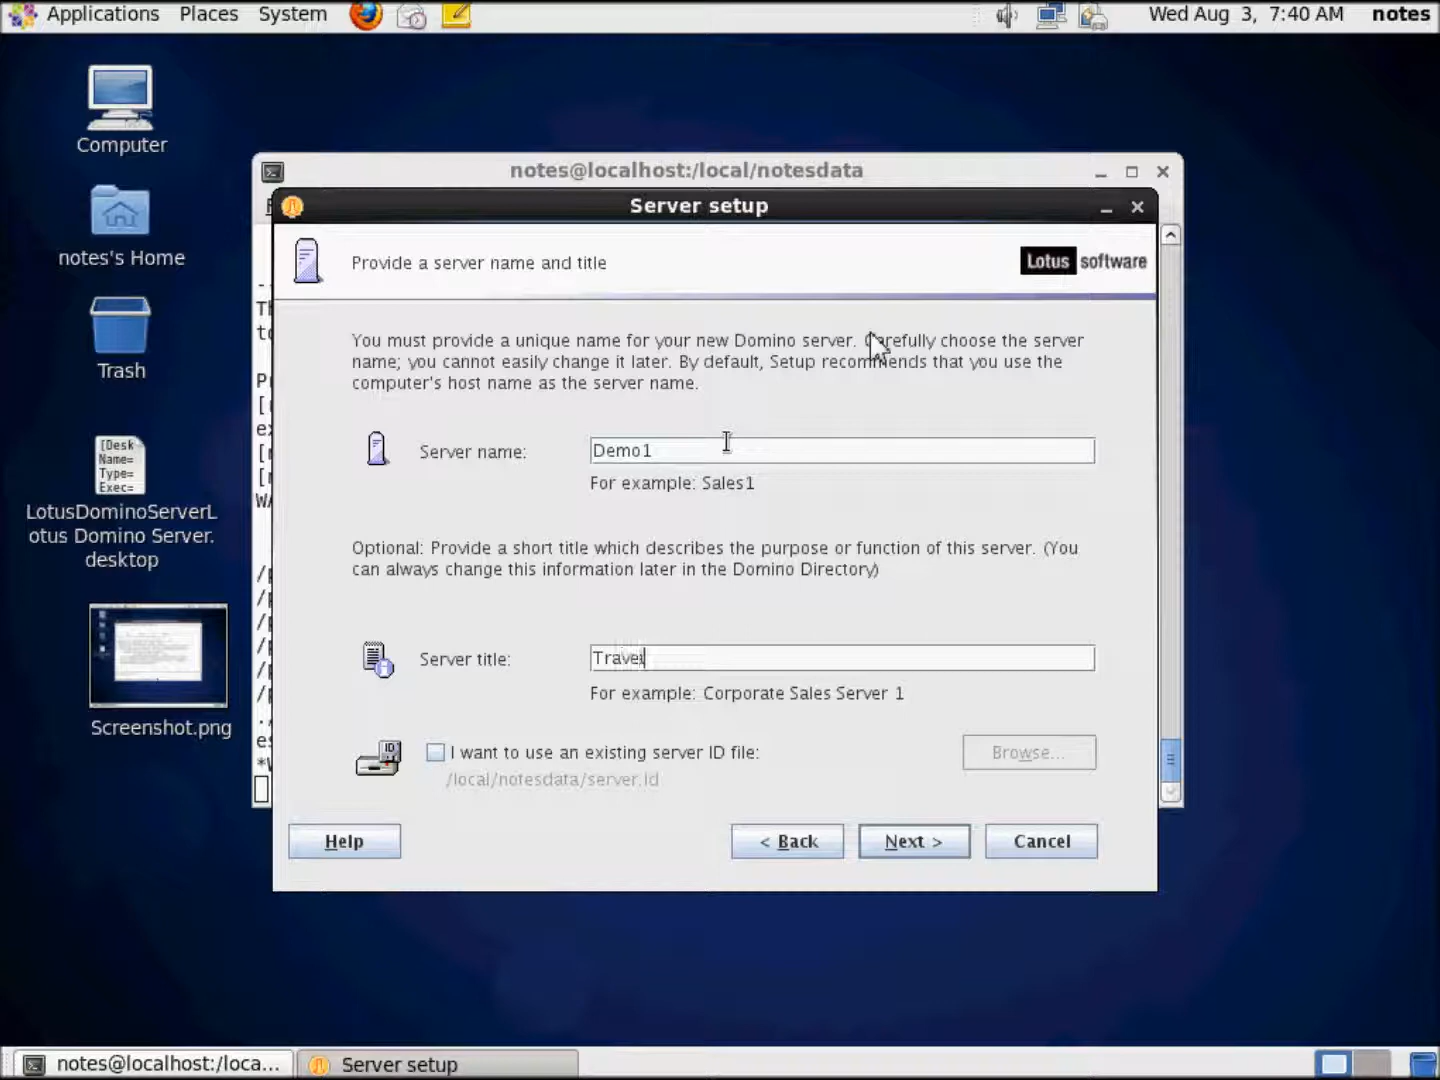 Applications Places System
Wed Aug 3, 7:40 AM notes
Computer
notes's Home
Trash
[Desk
Name=
Type=
Exec=
LotusDominoServerL
otus Domino Server.
desktop
Screenshot.png
notes@localhost:/local/notesdata
Server setup
Provide a server name and title
Lotus software
You must provide a unique name for your new Domino server. Carefully choose the server
name; you cannot easily change it later. By default, Setup recommends that you use the
computer's host name as the server name.
Server name: Demo1
For example: Sales1
Optional: Provide a short title which describes the purpose or function of this server. (You
can always change this information later in the Domino Directory)
Server title:
For example: Corporate Sales Server 1
I want to use an existing server ID file:
Browse...
/local/notesdata/server.id
Help
< Back
Next >
Cancel
notes@localhost:/loca...
Server setup